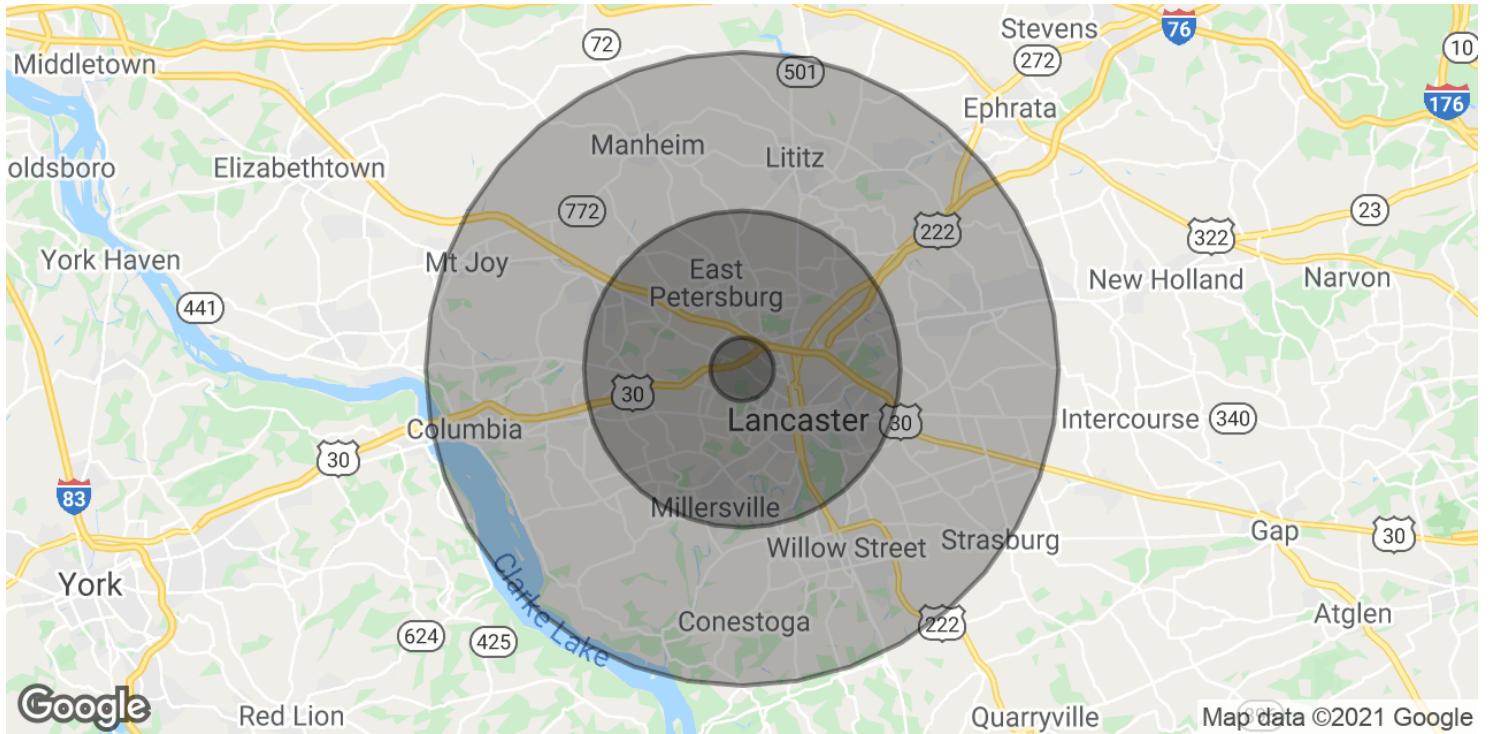 Stevens
76
72
10
Middletown
272
501
176
Ephrata
Manheim
Lititz
oldsboro
Elizabethtown
772
23
222
322
York Haven
Mt Joy
East
Petersburg
New Holland
Narvon
441
30
Lancaster
30
Intercourse
340
Columbia
30
83
Millersville
Willow Street
Strasburg
Gap
30
York
Clarke Lake
Atglen
Conestoga
222
624
425
Google
Red Lion
Quarryville
Map data ©2021 Google